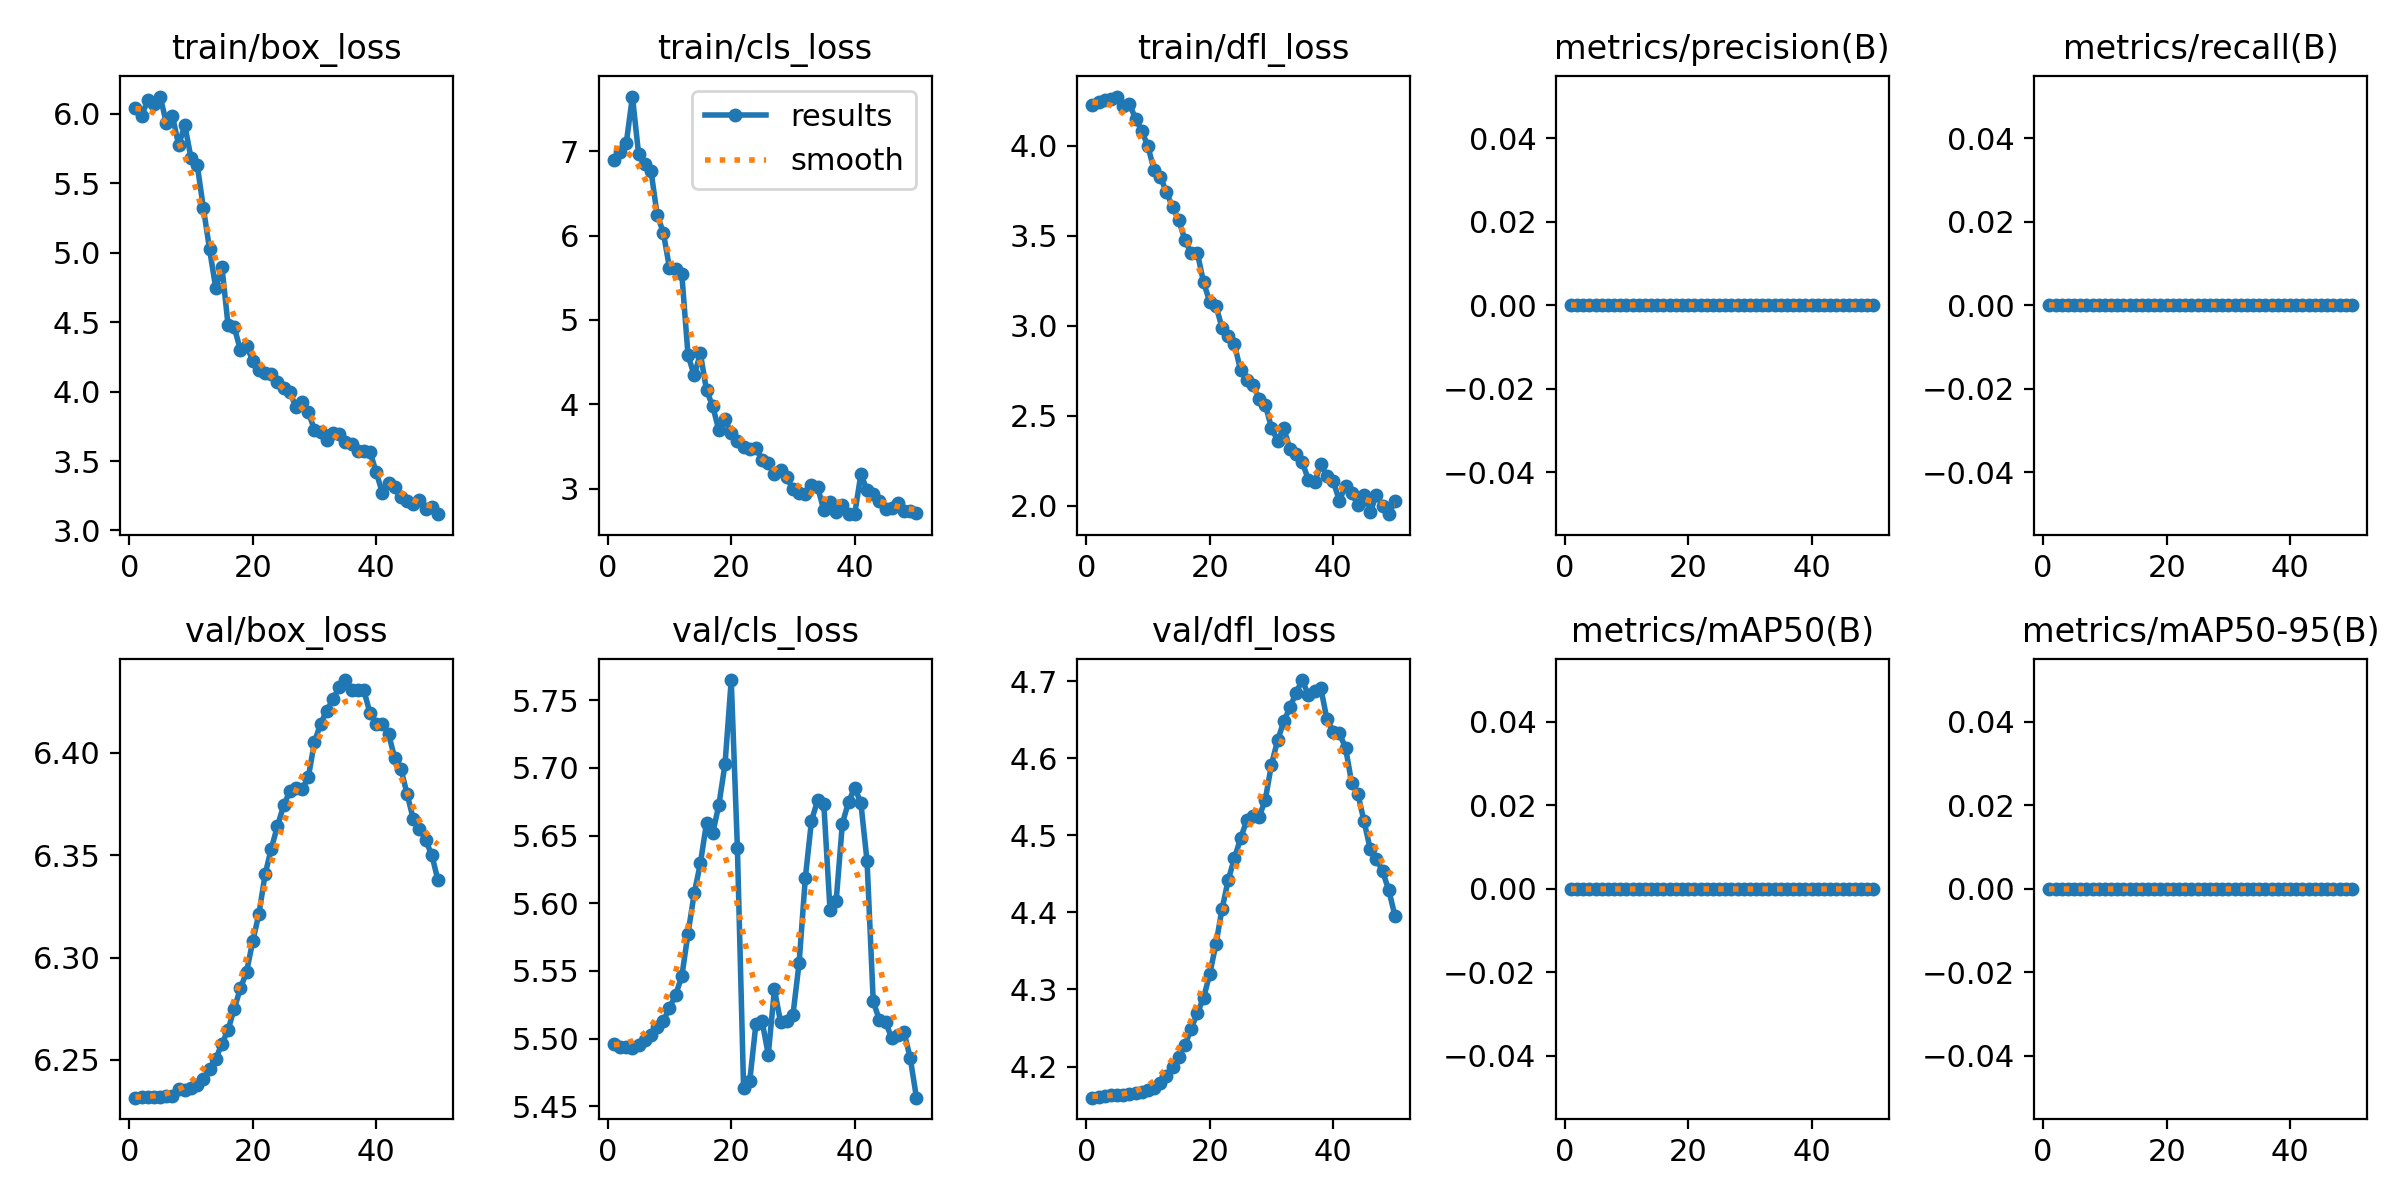 train/box_loss
train/cls_loss
train/dfl_loss
metrics/precision(B)
metrics/recall(B)
6.0
5.5
5.0
4.5
4.0
3.5
3.0
0 20 40
results
smooth
7
6
5
4
3
0 20 40
4.0
3.5
3.0
2.5
2.0
0 20 40
0.04
0.02
0.00
−0.02
−0.04
0 20 40
0.04
0.02
0.00
−0.02
−0.04
0 20 40
val/box_loss
val/cls_loss
val/dfl_loss
metrics/mAP50(B)
metrics/mAP50-95(B)
6.40
6.35
6.30
6.25
0 20 40
5.75
5.70
5.65
5.60
5.55
5.50
5.45
0 20 40
4.7
4.6
4.5
4.4
4.3
4.2
0 20 40
0.04
0.02
0.00
−0.02
−0.04
0 20 40
0.04
0.02
0.00
−0.02
−0.04
0 20 40